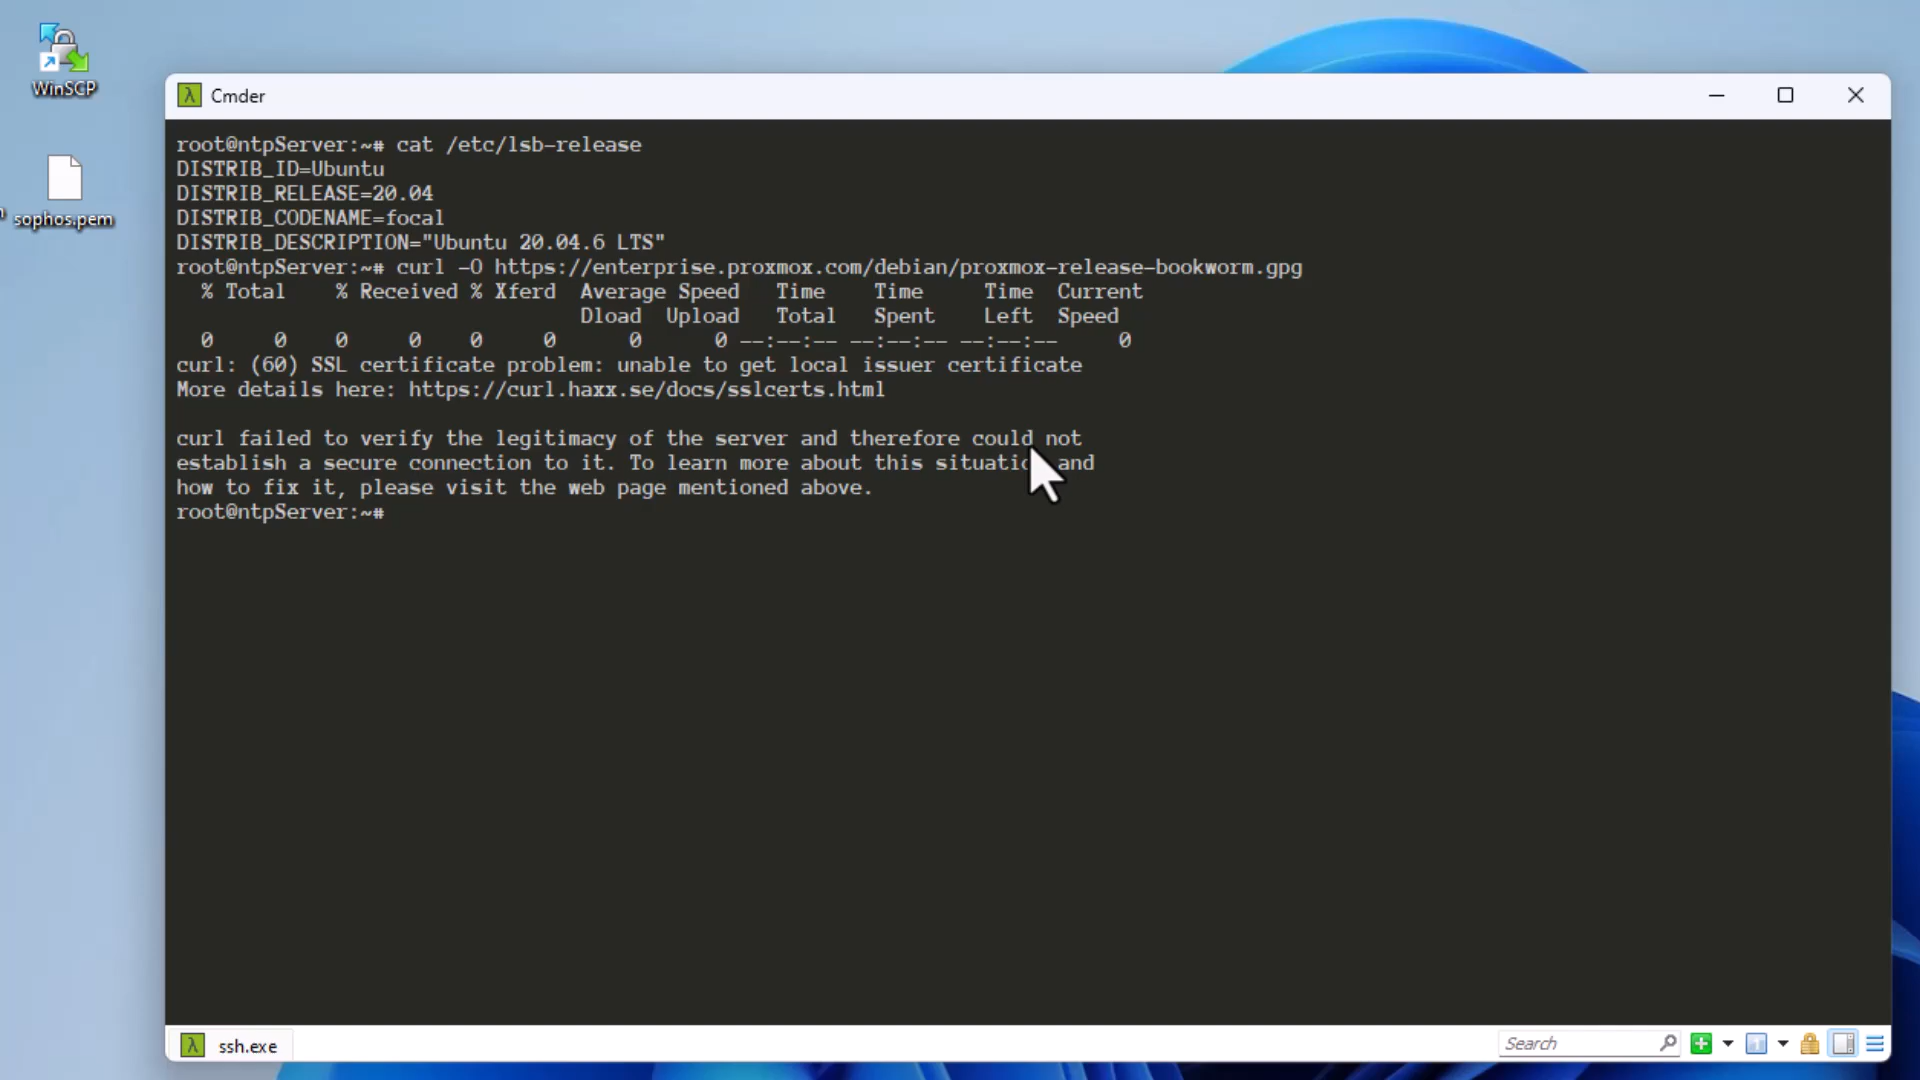 WinSCP
sophos.pem
Cmder
root@ntpServer:~# cat /etc/lsb-release
DISTRIB_ID=Ubuntu
DISTRIB_RELEASE=20.04
DISTRIB_CODENAME=focal
DISTRIB_DESCRIPTION="Ubuntu 20.04.6 LTS"
root@ntpServer:~# curl -O https://enterprise.proxmox.com/debian/proxmox-release-bookworm.gpg
% Total % Received % Xferd Average Speed Time Time Time Current
Dload Upload Total Spent Left Speed
0 0 0 0 0 0 0 0 --:--:-- --:--:-- --:--:-- 0
curl: (60) SSL certificate problem: unable to get local issuer certificate
More details here: https://curl.haxx.se/docs/sslcerts.html
curl failed to verify the legitimacy of the server and therefore could not
establish a secure connection to it. To learn more about this situatio and
how to fix it, please visit the web page mentioned above.
root@ntpServer:~#
ssh.exe
Search